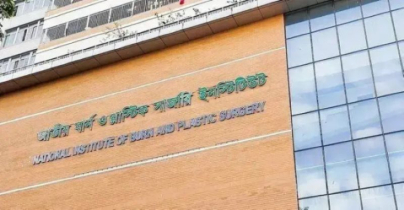 জাতীয় বার্ন ও প্লাস্টিক সার্জারি ইনস্টিটিউট
NATIONAL INSTITUTE OF BURN AND PLASTIC SURGERY